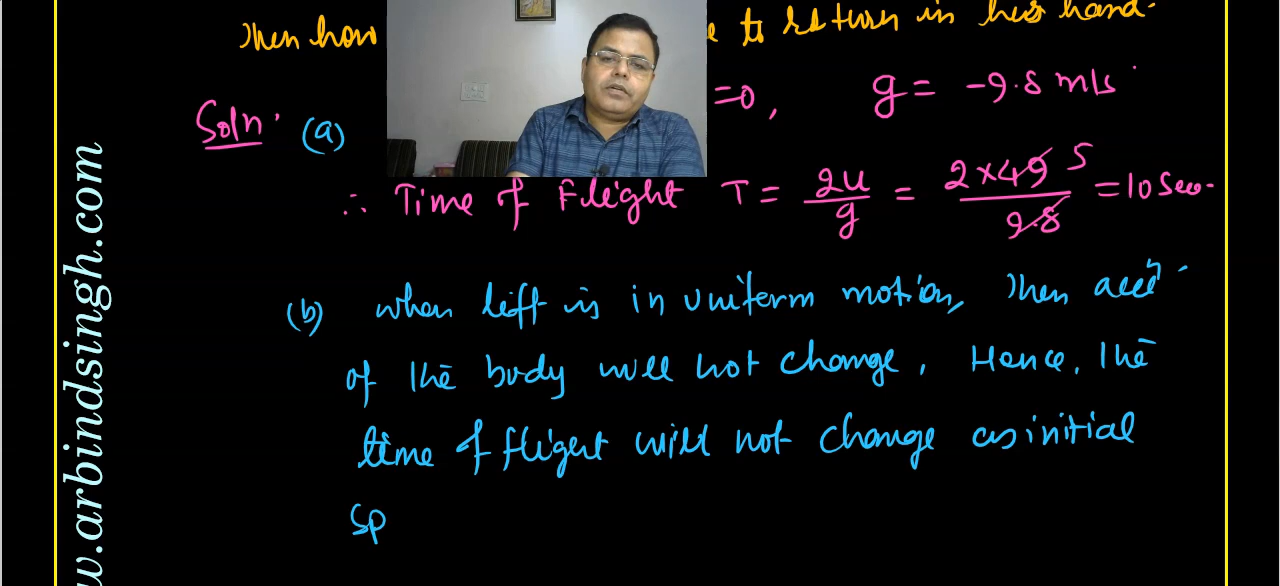 Then how
e to return in his hand.
Soln. (a)
=0, g = -9.8 m/s
∴ Time of Flight T = 2u/g = 2×49 5/9.8 = 10 Sec.
(b) when lift is in uniform motion, then accⁿ.
of the body will not change. Hence, the
time of flight will not change as initial
sp
w.arbindsingh.com